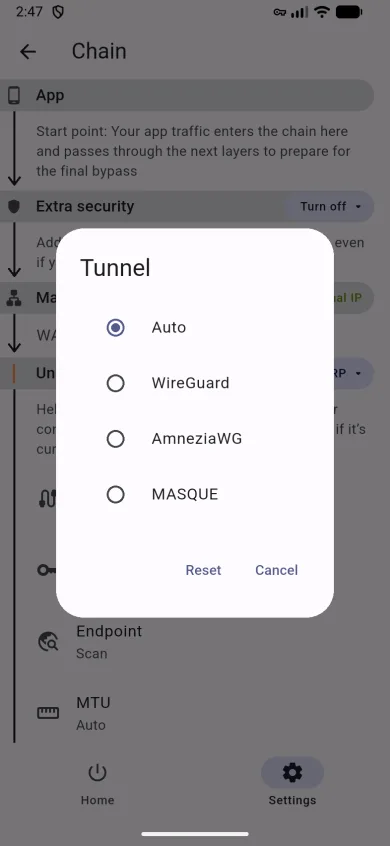 2:47
Chain
App
Start point: Your app traffic enters the chain here
and passes through the next layers to prepare for
the final bypass
Extra security
Turn off
even
if y
Tunnel
Auto
WireGuard
AmneziaWG
MASQUE
Reset
Cancel
Endpoint
Scan
MTU
Auto
Home
Settings